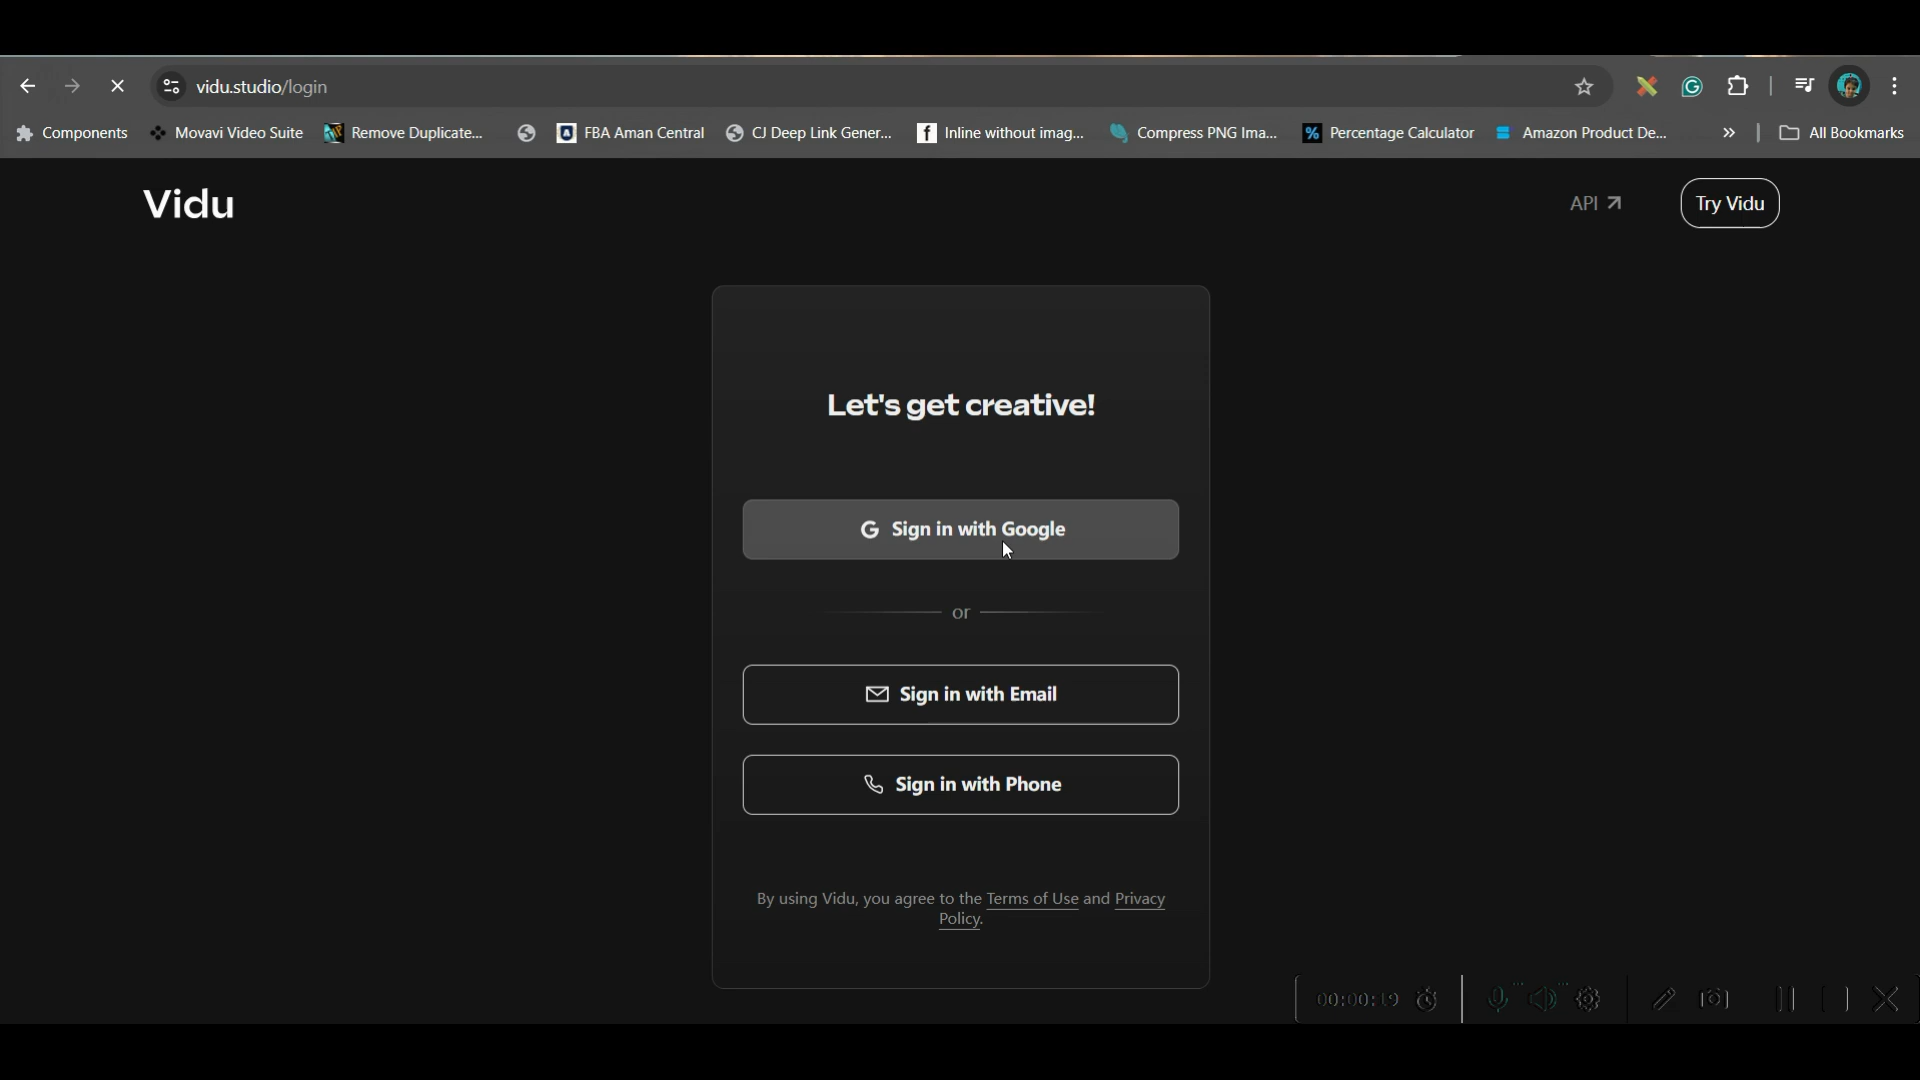 vidu.studio/login
Components Movavi Video Suite Remove Duplicate... FBA Aman Central CJ Deep Link Gener... Inline without imag... Compress PNG Ima... % Percentage Calculator Amazon Product De... » All Bookmarks
Vidu API Try Vidu
Let's get creative!
G Sign in with Google
or
Sign in with Email
Sign in with Phone
By using Vidu, you agree to the Terms of Use and Privacy
Policy.
00:00:19